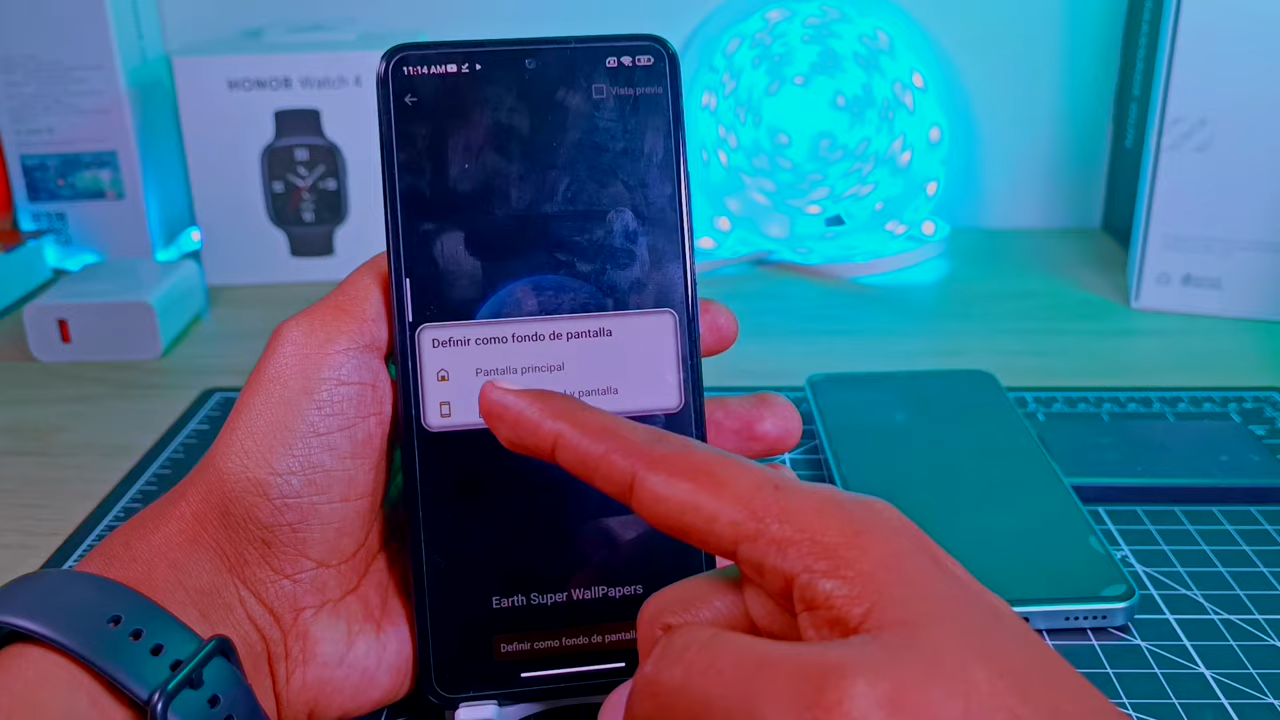 HONOR Watch 4
11:14 AM
37
Vista previa
Definir como fondo de pantalla
Pantalla principal
y pantalla
Earth Super WallPapers
Definir como fondo de